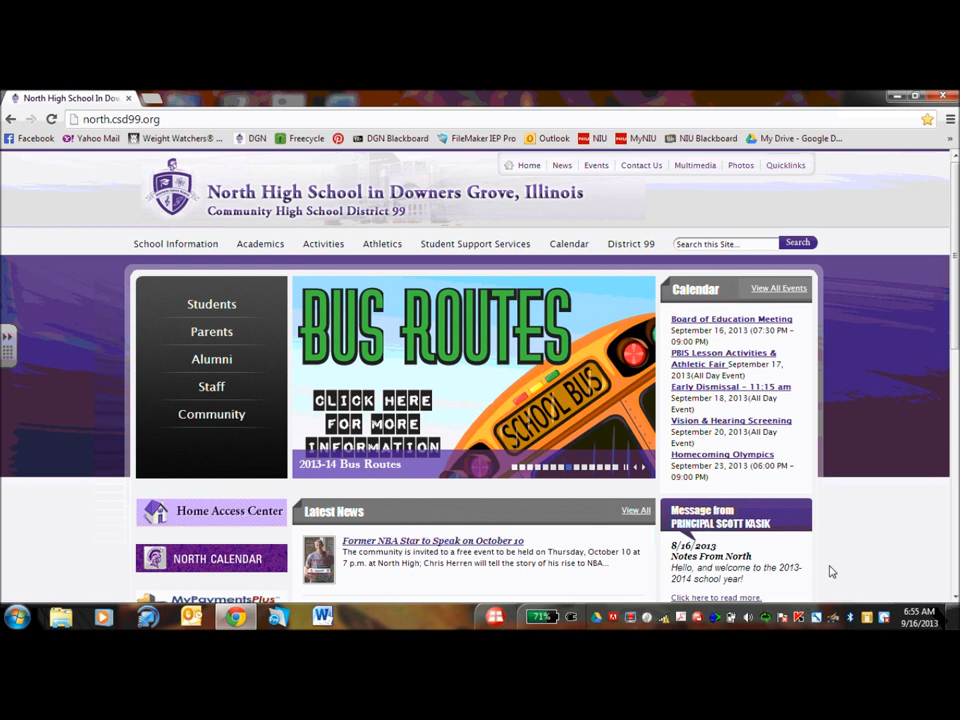 North High School In Dow
north.csd99.org
Facebook
Yahoo Mail
Weight Watchers® ...
DGN
Freecycle
DGN Blackboard
FileMaker IEP Pro
Outlook
NIU
MyNIU
NIU Blackboard
My Drive - Google D...
Home
News
Events
Contact Us
Multimedia
Photos
Quicklinks
North High School in Downers Grove, Illinois
Community High School District 99
School Information
Academics
Activities
Athletics
Student Support Services
Calendar
District 99
Search this Site...
Search
Students
Parents
Alumni
Staff
Community
BUS ROUTES
CLICK HERE
FOR MORE
INFORMATION
SCHOOL BUS
2013-14 Bus Routes
Calendar
View All Events
Board of Education Meeting
September 16, 2013 (07:30 PM -
09:00 PM)
PBIS Lesson Activities &
Athletic Fair September 17,
2013(All Day Event)
Early Dismissal - 11:15 am
September 18, 2013(All Day
Event)
Vision & Hearing Screening
September 20, 2013(All Day
Event)
Homecoming Olympics
September 23, 2013 (06:00 PM -
09:00 PM)
Home Access Center
NORTH CALENDAR
MyPaymentsPlus
Latest News
View All
Former NBA Star to Speak on October 10
The community is invited to a free event to be held on Thursday, October 10 at
7 p.m. at North High; Chris Herren will tell the story of his rise to NBA...
Message from
PRINCIPAL SCOTT KASIK
8/16/2013
Notes From North
Hello, and welcome to the 2013-
2014 school year!
Click here to read more.
71%
6:55 AM
9/16/2013